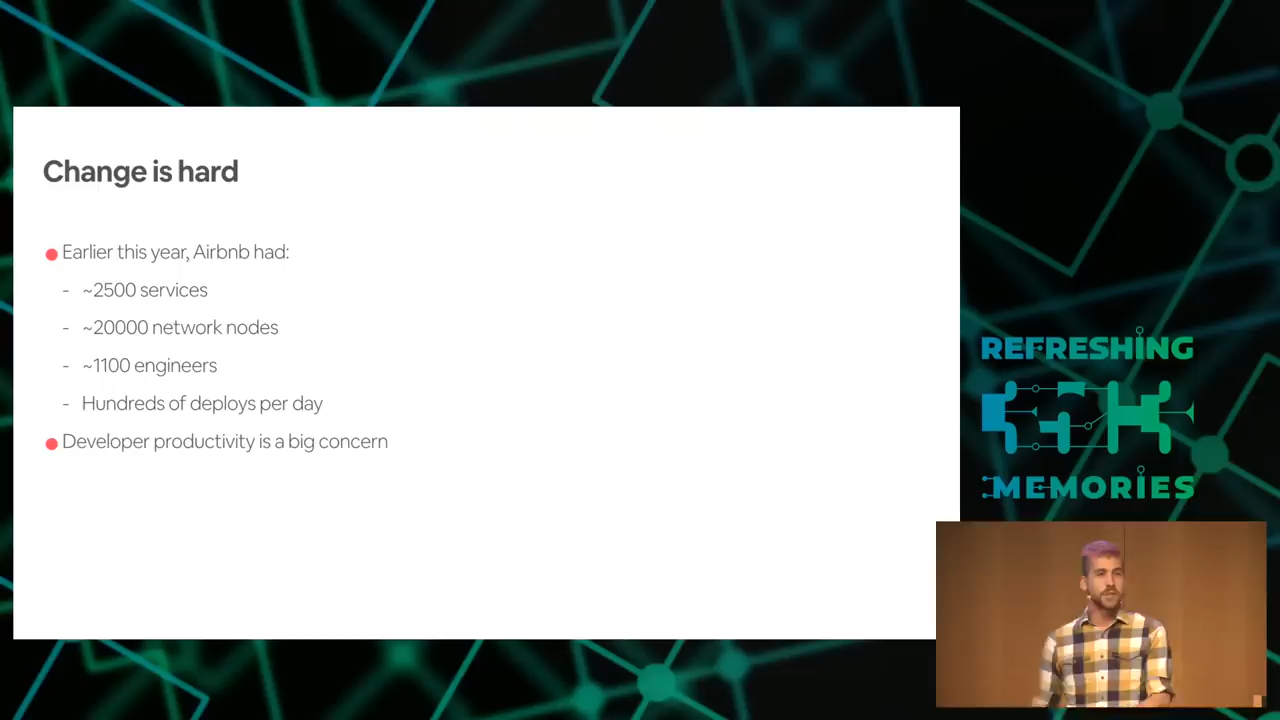 Change is hard
Earlier this year, Airbnb had:
- ~2500 services
- ~20000 network nodes
- ~1100 engineers
- Hundreds of deploys per day
Developer productivity is a big concern
REFRESHING
MEMORIES